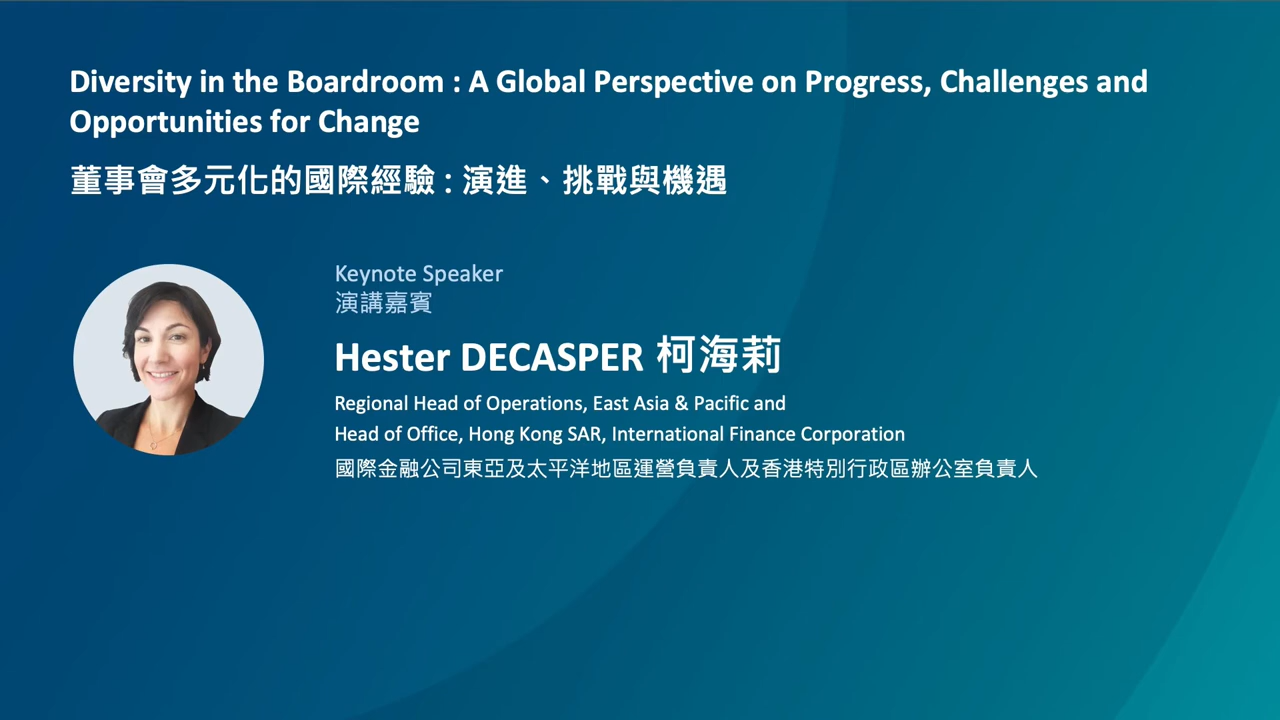 Diversity in the Boardroom : A Global Perspective on Progress, Challenges and
Opportunities for Change
董事會多元化的國際經驗 : 演進、挑戰與機遇
Keynote Speaker
演講嘉賓
Hester DECASPER 柯海莉
Regional Head of Operations, East Asia & Pacific and
Head of Office, Hong Kong SAR, International Finance Corporation
國際金融公司東亞及太平洋地區運營負責人及香港特別行政區辦公室負責人